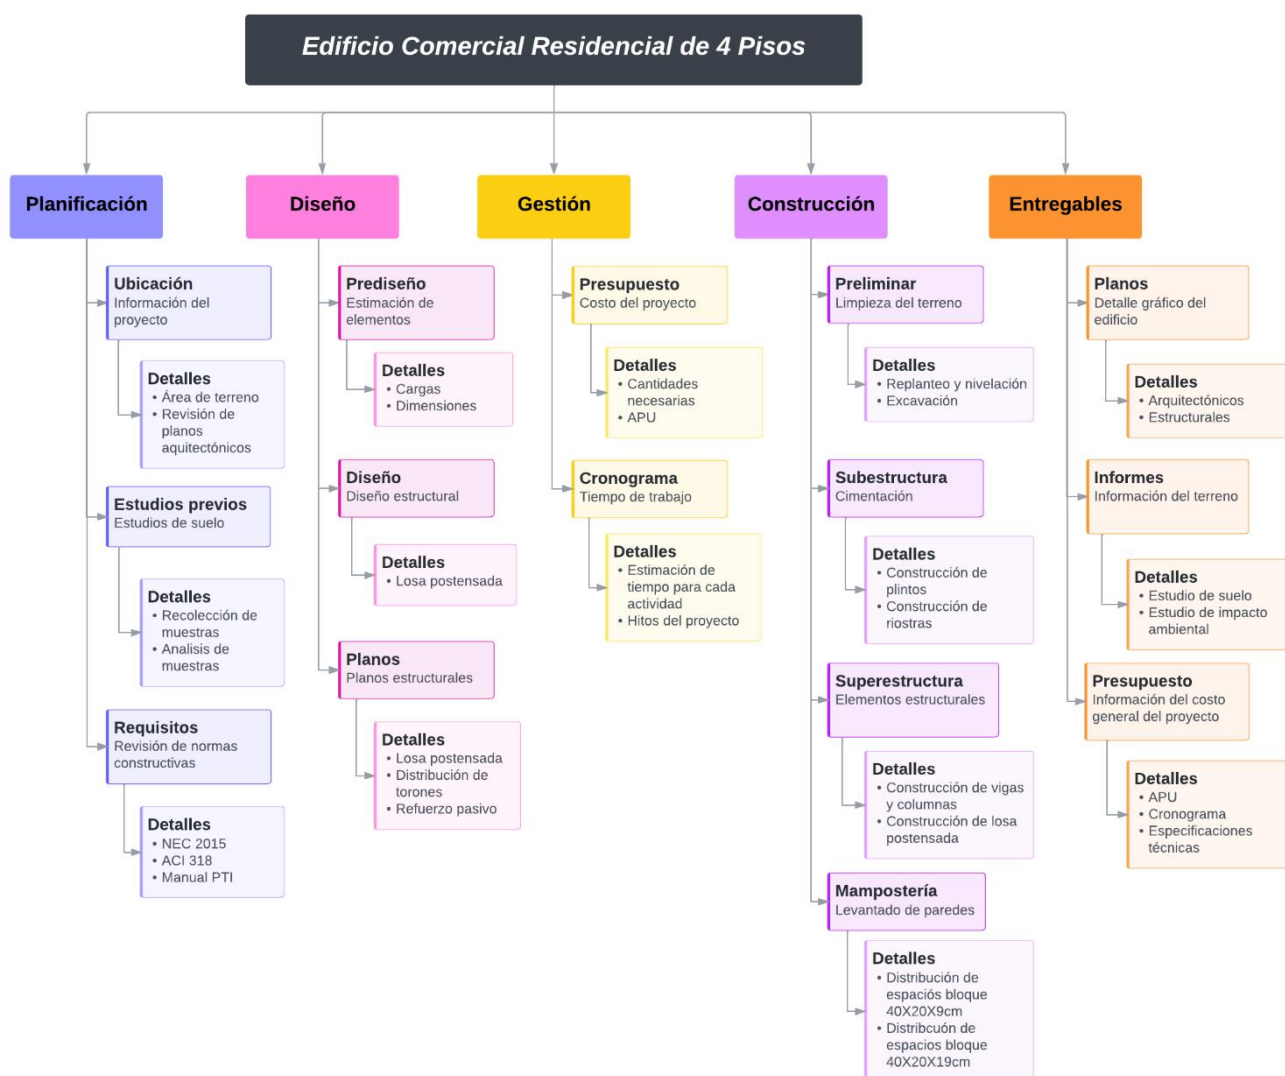 Edificio Comercial Residencial de 4 Pisos
Planificación
Ubicación
Información del
proyecto
Detalles
• Área de terreno
• Revisión de
planos
aquitectónicos
Estudios previos
Estudios de suelo
Detalles
• Recolección de
muestras
• Analisis de
muestras
Requisitos
Revisión de normas
constructivas
Detalles
• NEC 2015
• ACI 318
• Manual PTI
Diseño
Prediseño
Estimación de
elementos
Detalles
• Cargas
• Dimensiones
Diseño
Diseño estructural
Detalles
• Losa postensada
Planos
Planos estructurales
Detalles
• Losa postensada
• Distribución de
torones
• Refuerzo pasivo
Gestión
Presupuesto
Costo del proyecto
Detalles
• Cantidades
necesarias
• APU
Cronograma
Tiempo de trabajo
Detalles
• Estimación de
tiempo para cada
actividad
• Hitos del proyecto
Construcción
Preliminar
Limpieza del terreno
Detalles
• Replanteo y nivelación
• Excavación
Subestructura
Cimentación
Detalles
• Construcción de
plintos
• Construcción de
riostras
Superestructura
Elementos estructurales
Detalles
• Construcción de vigas
y columnas
• Construcción de losa
postensada
Mampostería
Levantado de paredes
Detalles
• Distribución de
espaciós bloque
40X20X9cm
• Distribcuón de
espacios bloque
40X20X19cm
Entregables
Planos
Detalle gráfico del
edificio
Detalles
• Arquitectónicos
• Estructurales
Informes
Información del terreno
Detalles
• Estudio de suelo
• Estudio de impacto
ambiental
Presupuesto
Información del costo
general del proyecto
Detalles
• APU
• Cronograma
• Especificaciones
técnicas